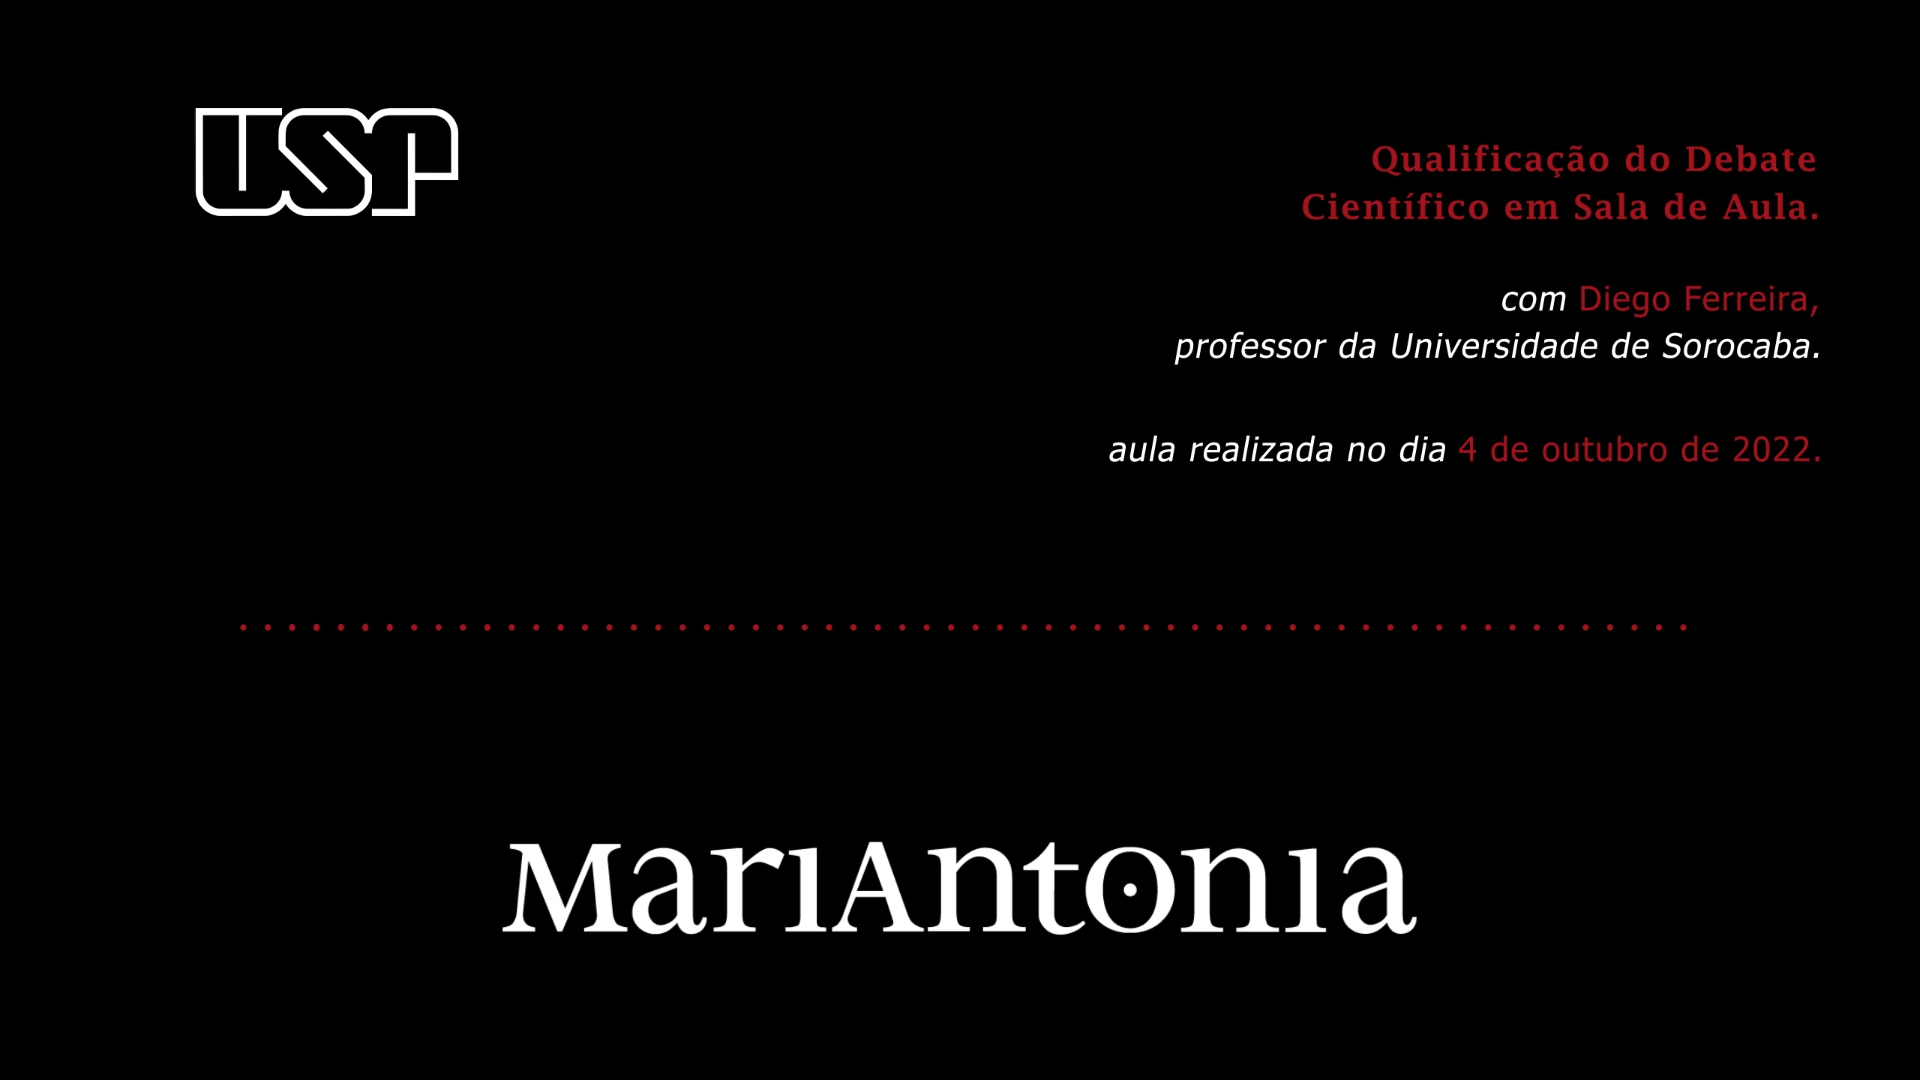 USP
Qualificação do Debate
Científico em Sala de Aula.
com Diego Ferreira,
professor da Universidade de Sorocaba.
aula realizada no dia 4 de outubro de 2022.
MariAntonia